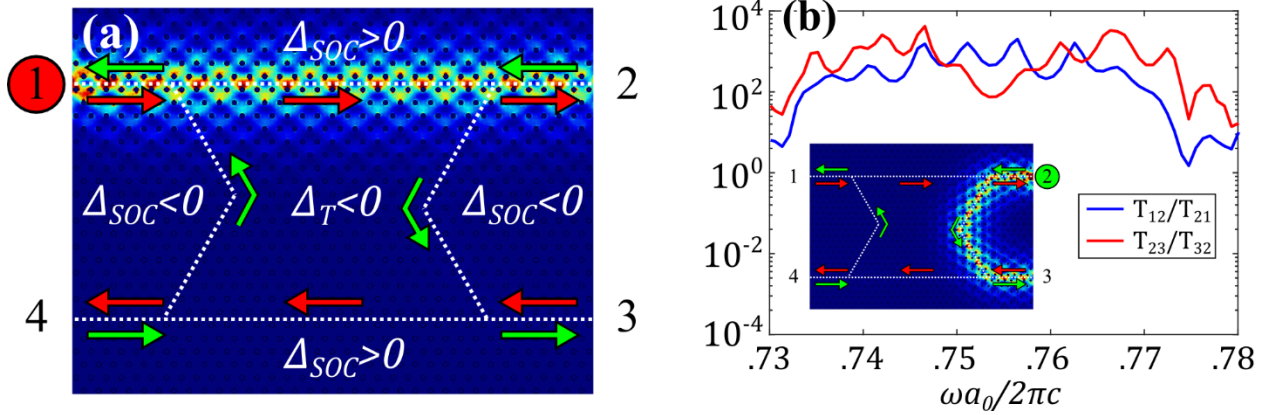 (a)
Δ_SOC>0
1
2
Δ_SOC<0
Δ_T<0
Δ_SOC<0
4
3
Δ_SOC>0
(b)
10^4
10^2
10^0
10^-2
10^-4
1
2
4
3
T_12/T_21
T_23/T_32
.73
.74
.75
.76
.77
.78
ωa_0/2πc